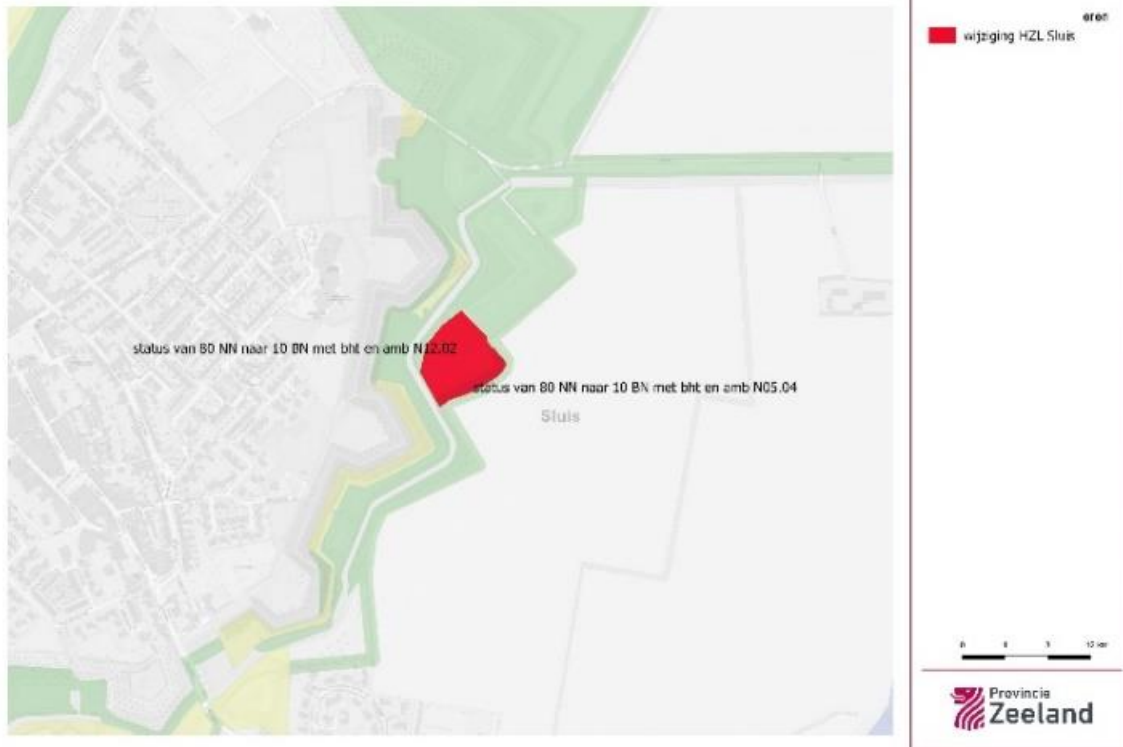 wijziging HZL Sluis
status van 80 NN naar 10 BN met bht en amb N12.02
status van 80 NN naar 10 BN met bht en amb N05.04
Sluis
Provincie
Zeeland